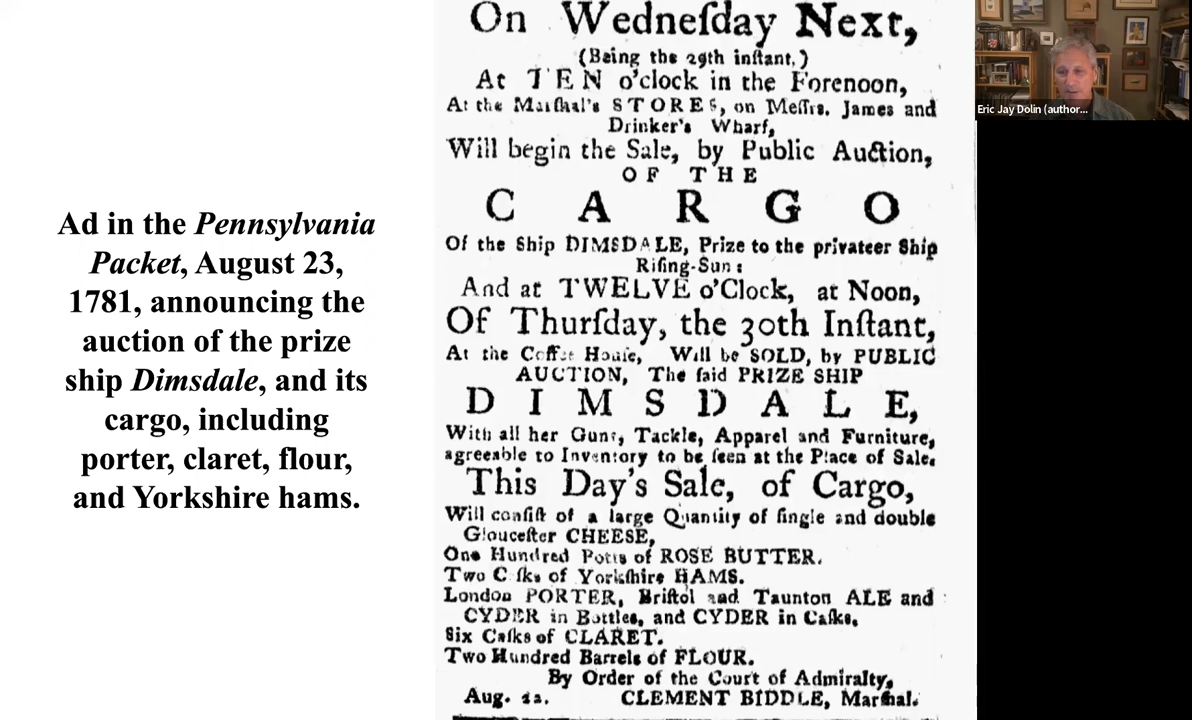 Ad in the Pennsylvania
Packet, August 23,
1781, announcing the
auction of the prize
ship Dimsdale, and its
cargo, including
porter, claret, flour,
and Yorkshire hams.
On Wedneſday Next,
(Being the 29th inſtant,)
At TEN o'clock in the Forenoon,
At the Marſhal's STORES, on Meſſrs. James and
Drinker's Wharf,
Will begin the Sale, by Public Auction,
OF THE
CARGO
Of the Ship DIMSDALE, Prize to the privateer Ship
Riſing-Sun:
And at TWELVE o'Clock, at Noon,
Of Thurſday, the 30th Inſtant,
At the Coffee Houſe, Will be SOLD, by PUBLIC
AUCTION, The ſaid PRIZE SHIP
DIMSDALE,
With all her Guns, Tackle, Apparel and Furniture,
agreeable to Inventory to be ſeen at the Place of Sale.
This Day's Sale, of Cargo,
Will conſiſt of a large Quantity of ſingle and double
Glouceſter CHEESE,
One Hundred Potts of ROSE BUTTER.
Two Caſks of Yorkſhire HAMS.
London PORTER, Briſtol and Taunton ALE and
CYDER in Bottles, and CYDER in Caſks.
Six Caſks of CLARET.
Two Hundred Barrels of FLOUR.
By Order of the Court of Admiralty,
Aug. 22. CLEMENT BIDDLE, Marſhal.
Eric Jay Dolin (author...